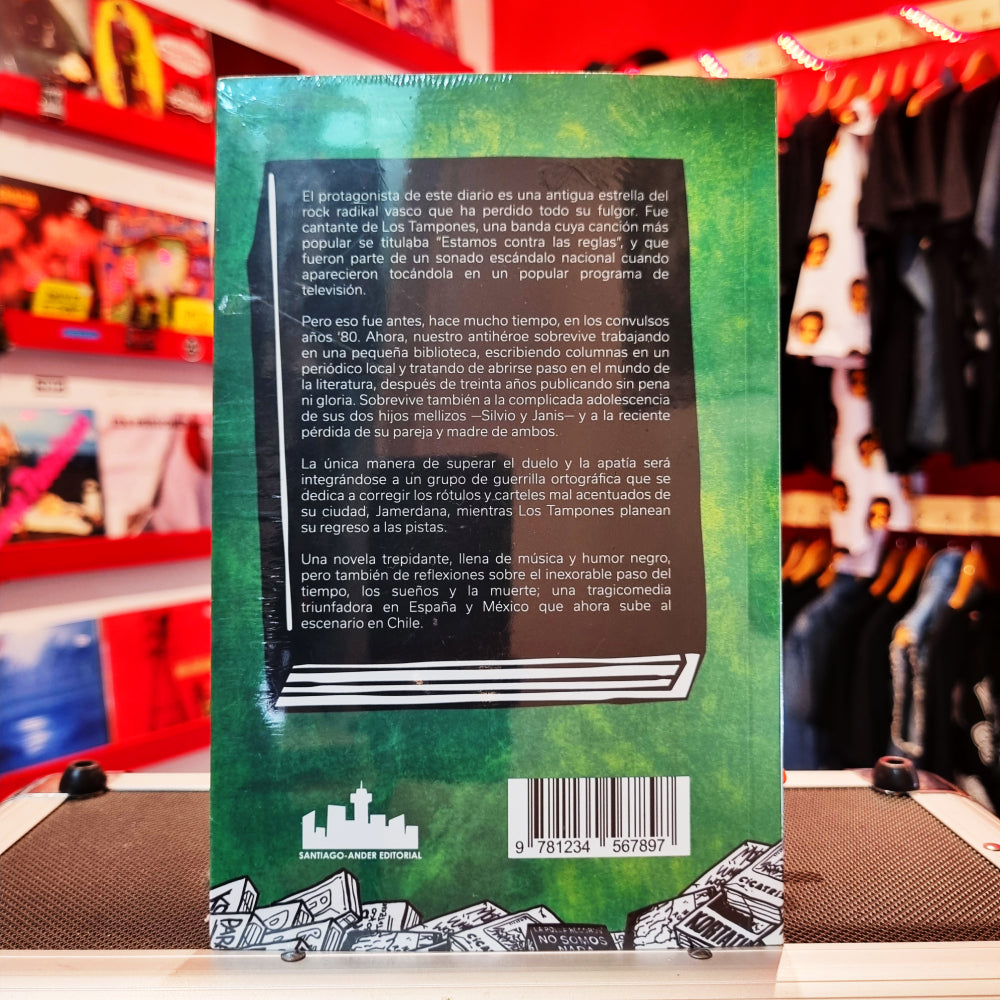 El protagonista de este diario es una antigua estrella del
rock radikal vasco que ha perdido todo su fulgor. Fue
cantante de Los Tampones, una banda cuya canción más
popular se titulaba "Estamos contra las reglas", y que
fueron parte de un sonado escándalo nacional cuando
aparecieron tocándola en un popular programa de
televisión.
Pero eso fue antes, hace mucho tiempo, en los convulsos
años '80. Ahora, nuestro antihéroe sobrevive trabajando
en una pequeña biblioteca, escribiendo columnas en un
periódico local y tratando de abrirse paso en el mundo de
la literatura, después de treinta años publicando sin pena
ni gloria. Sobrevive también a la complicada adolescencia
de sus dos hijos mellizos —Silvio y Janis— y a la reciente
pérdida de su pareja y madre de ambos.
La única manera de superar el duelo y la apatía será
integrándose a un grupo de guerrilla ortográfica que se
dedica a corregir los rótulos y carteles mal acentuados de
su ciudad, Jamerdana, mientras Los Tampones planean
su regreso a las pistas.
Una novela trepidante, llena de música y humor negro,
pero también de reflexiones sobre el inexorable paso del
tiempo, los sueños y la muerte; una tragicomedia
triunfadora en España y México que ahora sube al
escenario en Chile.
SANTIAGO-ANDER EDITORIAL
9 781234 567897
NO SOMOS